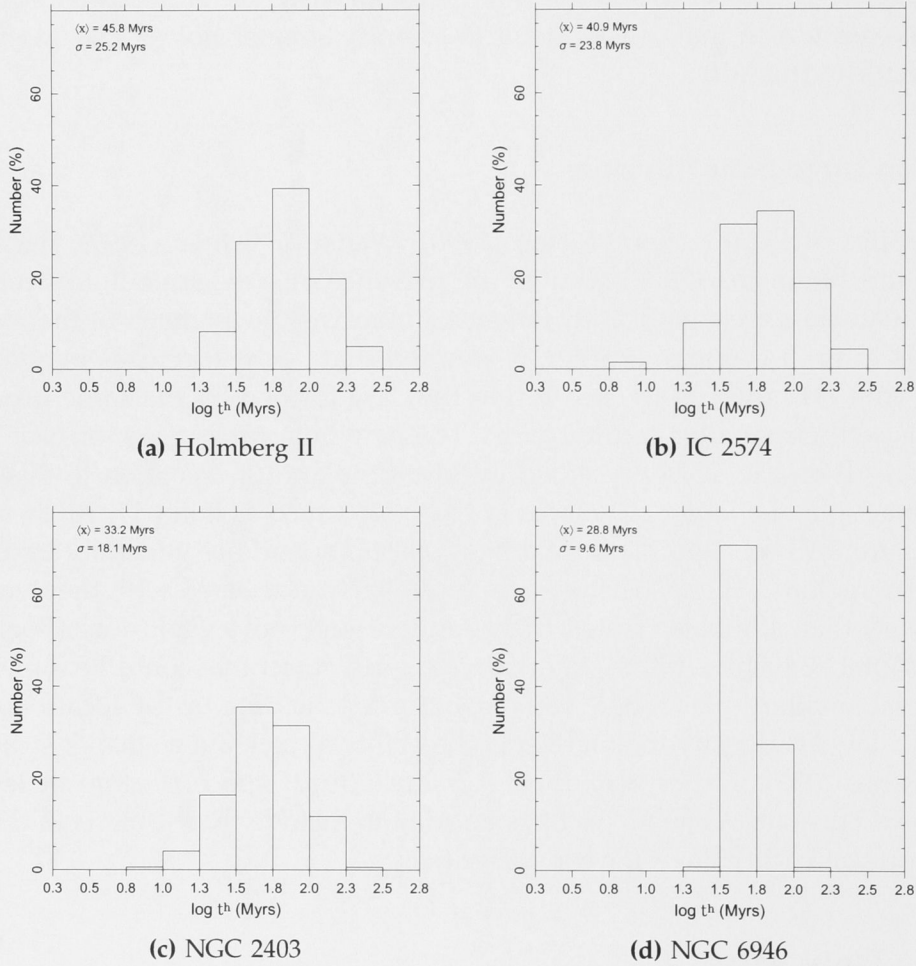 ⟨x⟩ = 45.8 Myrs
σ = 25.2 Myrs
Number (%)
60
40
20
0
0.3 0.5 0.8 1.0 1.3 1.5 1.8 2.0 2.3 2.5 2.8
log tʰ (Myrs)
(a) Holmberg II
⟨x⟩ = 40.9 Myrs
σ = 23.8 Myrs
Number (%)
60
40
20
0
0.3 0.5 0.8 1.0 1.3 1.5 1.8 2.0 2.3 2.5 2.8
log tʰ (Myrs)
(b) IC 2574
⟨x⟩ = 33.2 Myrs
σ = 18.1 Myrs
Number (%)
60
40
20
0
0.3 0.5 0.8 1.0 1.3 1.5 1.8 2.0 2.3 2.5 2.8
log tʰ (Myrs)
(c) NGC 2403
⟨x⟩ = 28.8 Myrs
σ = 9.6 Myrs
Number (%)
60
40
20
0
0.3 0.5 0.8 1.0 1.3 1.5 1.8 2.0 2.3 2.5 2.8
log tʰ (Myrs)
(d) NGC 6946